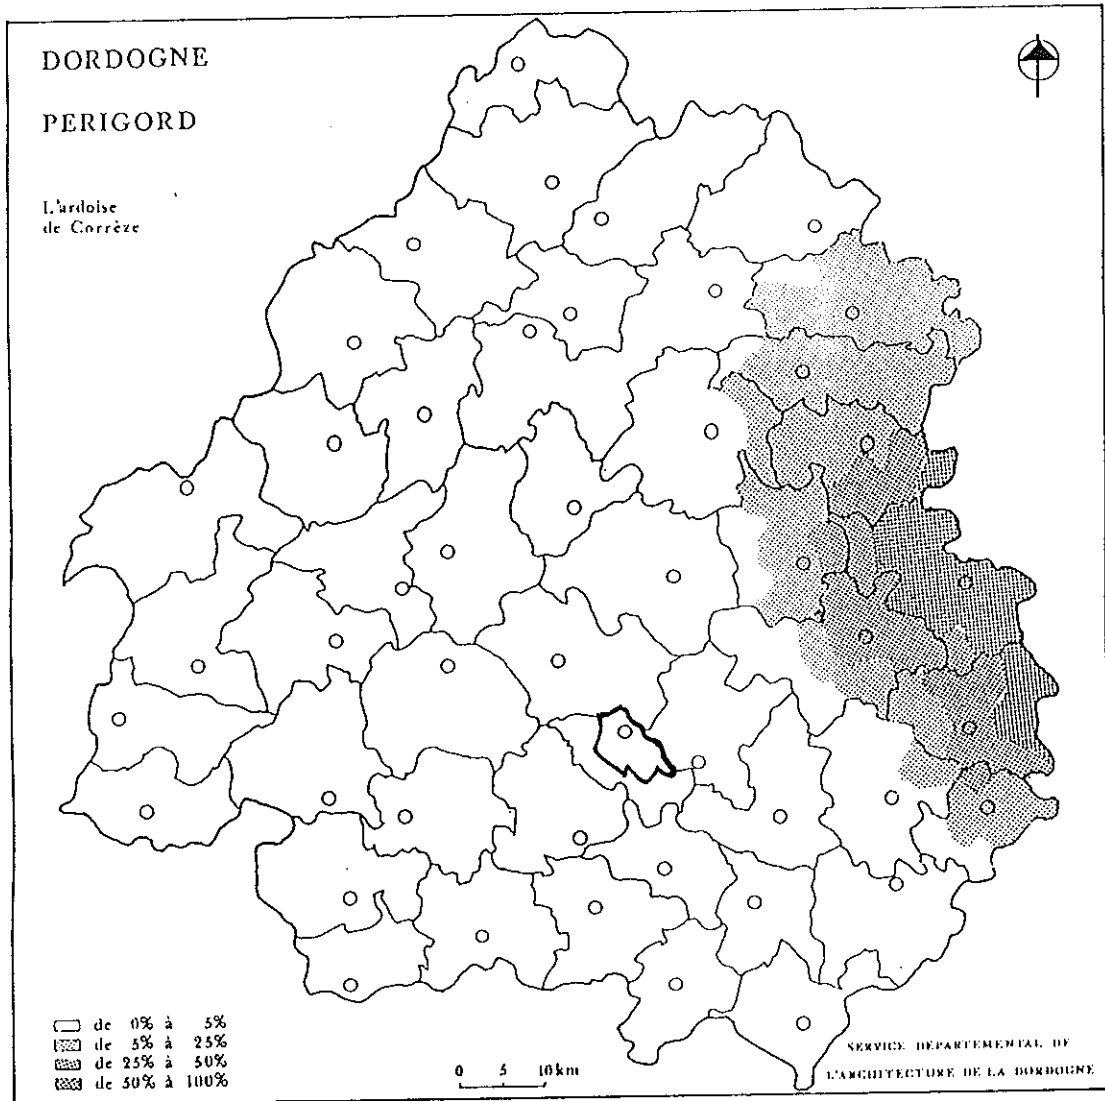 DORDOGNE
PERIGORD
L'ardoise
de Corrèze
de 0% à 5%
de 5% à 25%
de 25% à 50%
de 50% à 100%
0 5 10km
SERVICE DEPARTEMENTAL DE
L'ARCHITECTURE DE LA DORDOGNE